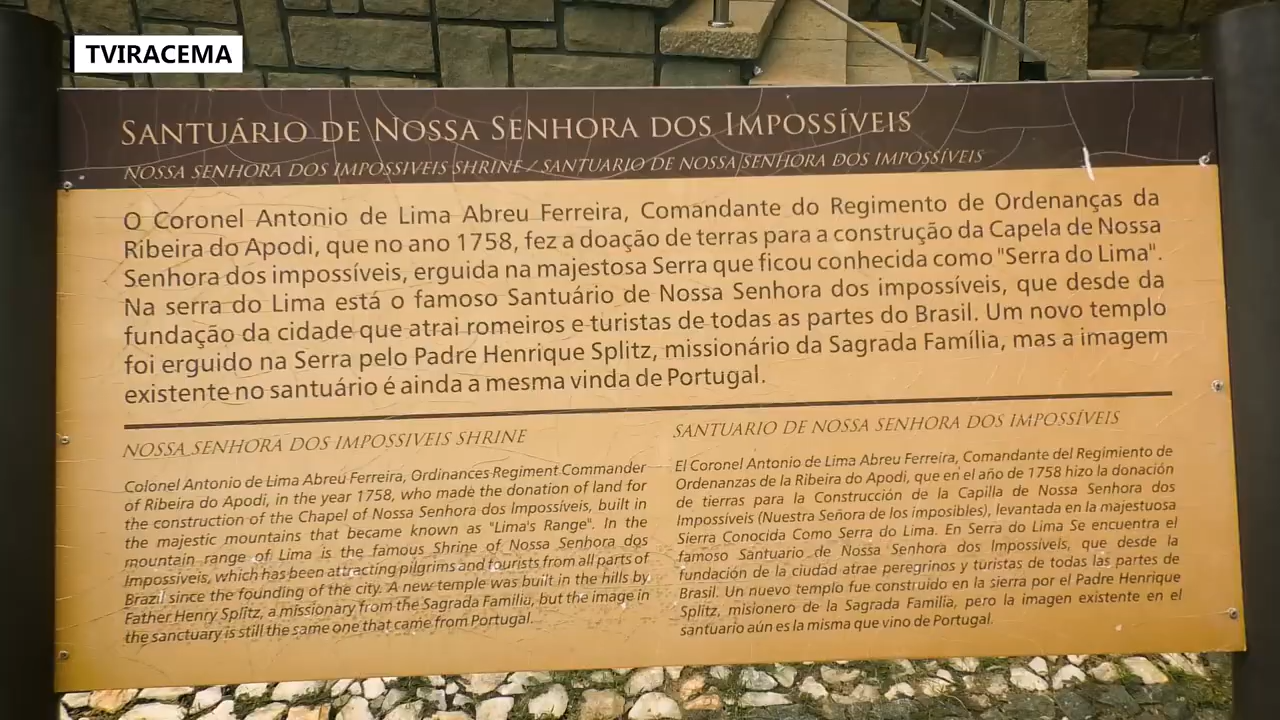 TVIRACEMA
SANTUÁRIO DE NOSSA SENHORA DOS IMPOSSÍVEIS
NOSSA SENHORA DOS IMPOSSIVEIS SHRINE / SANTUARIO DE NOSSA SENHORA DOS IMPOSSÍVEIS
O Coronel Antonio de Lima Abreu Ferreira, Comandante do Regimento de Ordenanças da
Ribeira do Apodi, que no ano 1758, fez a doação de terras para a construção da Capela de Nossa
Senhora dos impossíveis, erguida na majestosa Serra que ficou conhecida como "Serra do Lima".
Na serra do Lima está o famoso Santuário de Nossa Senhora dos impossíveis, que desde da
fundação da cidade que atrai romeiros e turistas de todas as partes do Brasil. Um novo templo
foi erguido na Serra pelo Padre Henrique Splitz, missionário da Sagrada Família, mas a imagem
existente no santuário é ainda a mesma vinda de Portugal.
NOSSA SENHORA DOS IMPOSSIVEIS SHRINE
Colonel Antonio de Lima Abreu Ferreira, Ordinances Regiment Commander
of Ribeira do Apodi, in the year 1758, who made the donation of land for
the construction of the Chapel of Nossa Senhora dos Impossíveis, built in
the majestic mountains that became known as "Lima's Range". In the
mountain range of Lima is the famous Shrine of Nossa Senhora dos
Impossíveis, which has been attracting pilgrims and tourists from all parts of
Brazil since the founding of the city. A new temple was built in the hills by
Father Henry Splitz, a missionary from the Sagrada Família, but the image in
the sanctuary is still the same one that came from Portugal.
SANTUARIO DE NOSSA SENHORA DOS IMPOSSÍVEIS
El Coronel Antonio de Lima Abreu Ferreira, Comandante del Regimiento de
Ordenanzas de la Ribeira do Apodi, que en el año de 1758 hizo la donación
de tierras para la Construcción de la Capilla de Nossa Senhora dos
Impossíveis (Nuestra Señora de los imposibles), levantada en la majestuosa
Sierra Conocida Como Serra do Lima. En Serra do Lima Se encuentra el
famoso Santuario de Nossa Senhora dos Impossíveis, que desde la
fundación de la ciudad atrae peregrinos y turistas de todas las partes de
Brasil. Un nuevo templo fue construido en la sierra por el Padre Henrique
Splitz, misionero de la Sagrada Familia, pero la imagen existente en el
santuario aún es la misma que vino de Portugal.